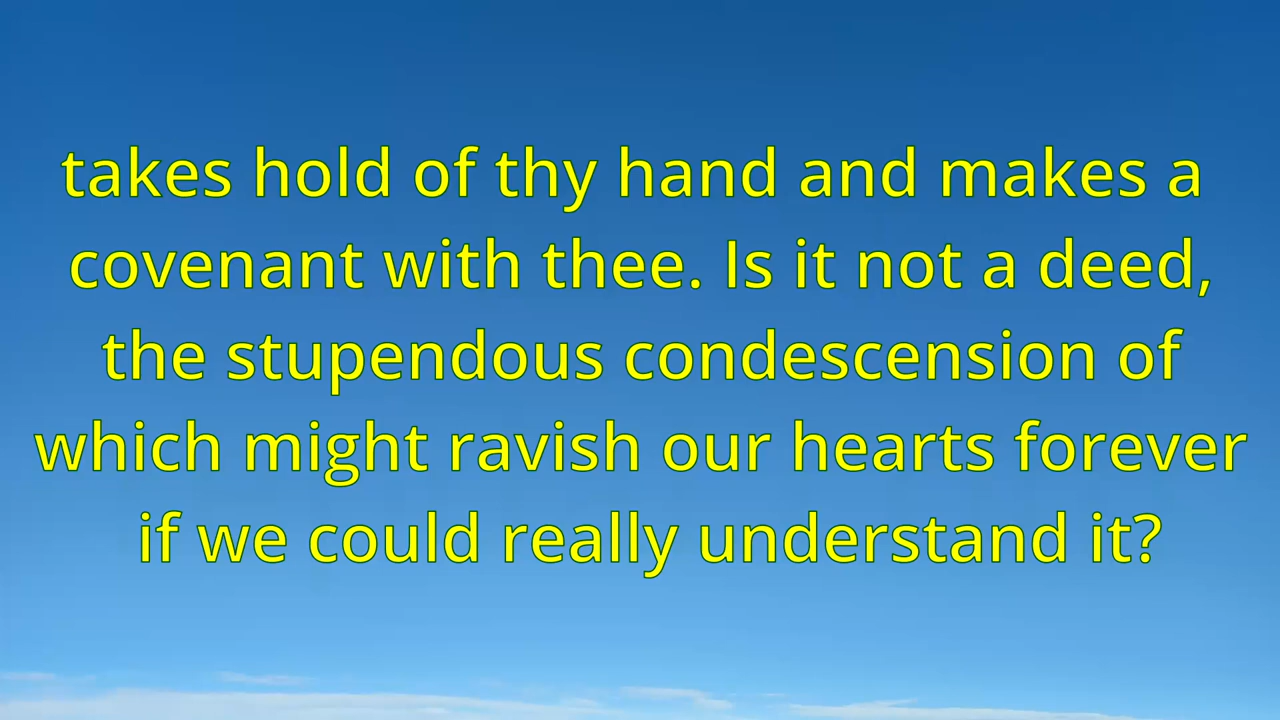 takes hold of thy hand and makes a
covenant with thee. Is it not a deed,
the stupendous condescension of
which might ravish our hearts forever
if we could really understand it?